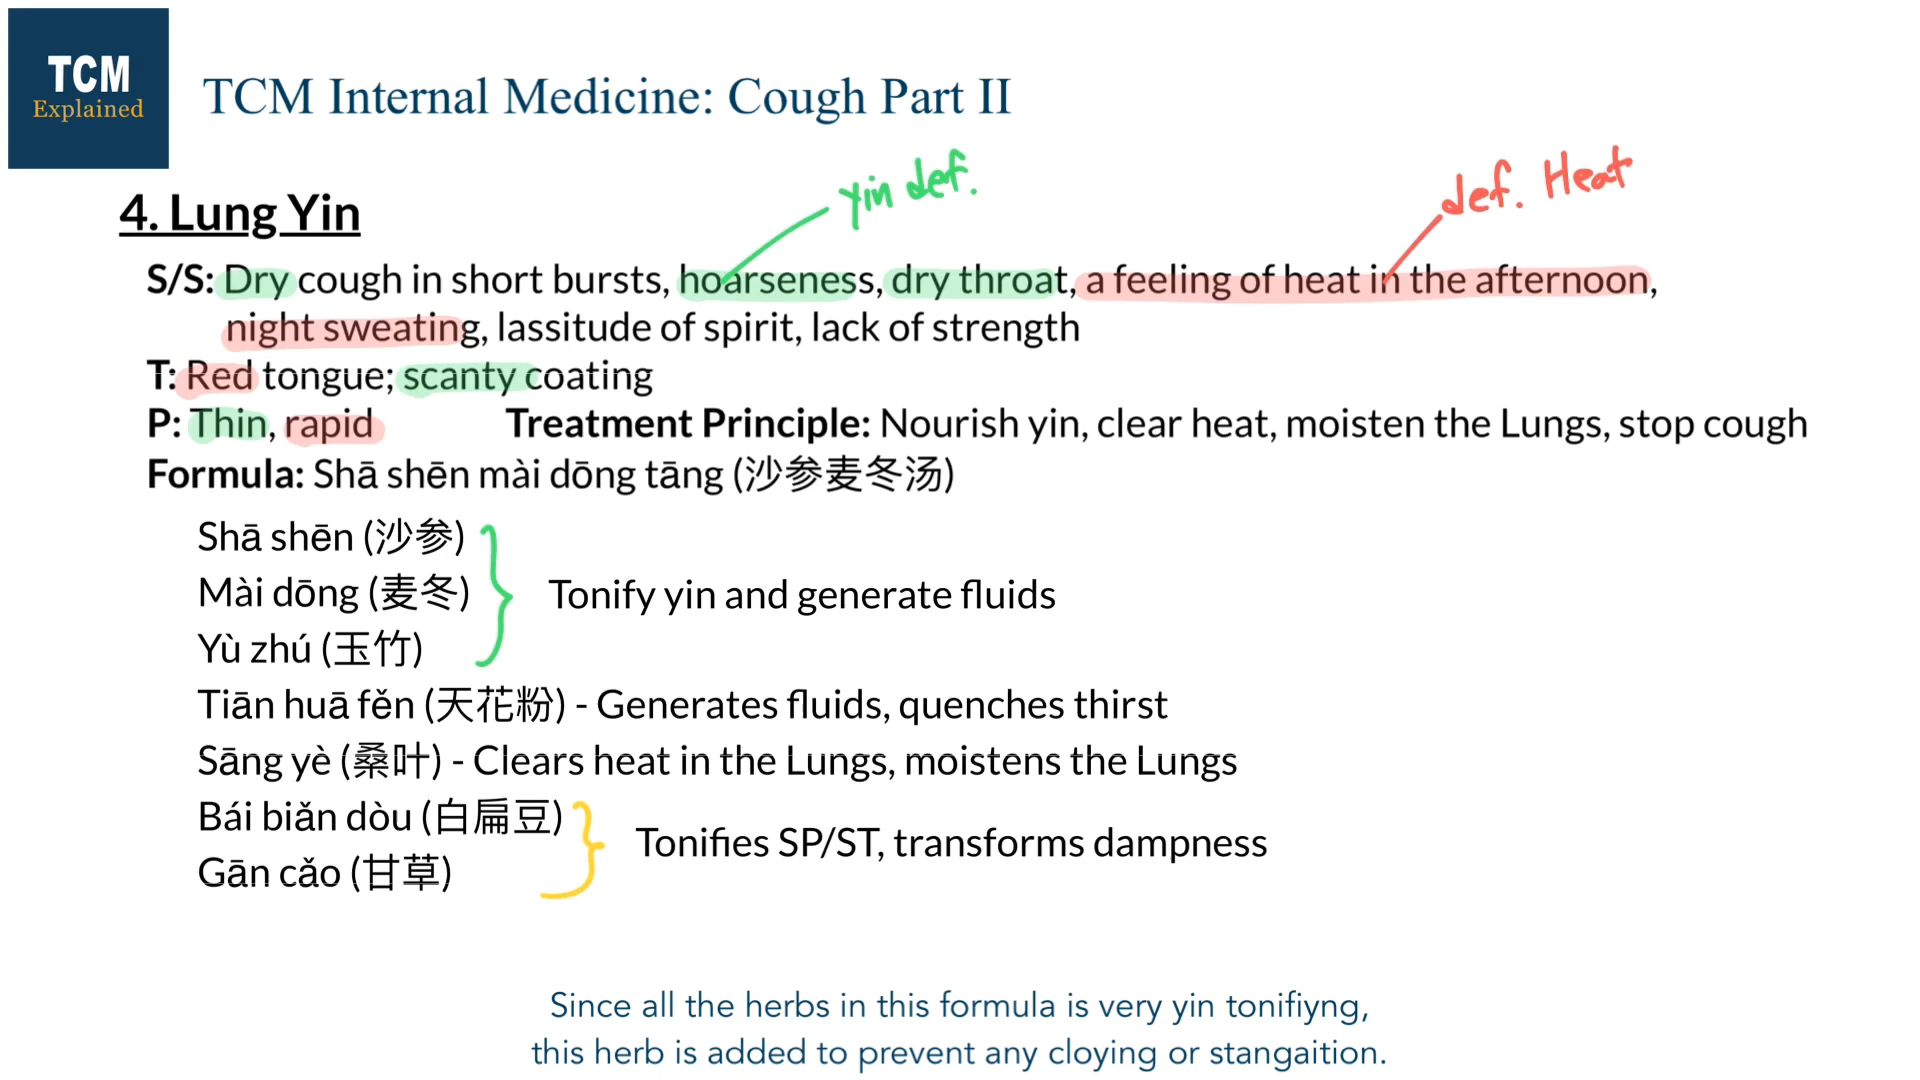 TCM
Explained
TCM Internal Medicine: Cough Part II
yin def.
def. Heat
4. Lung Yin
S/S: Dry cough in short bursts, hoarseness, dry throat, a feeling of heat in the afternoon,
night sweating, lassitude of spirit, lack of strength
T: Red tongue; scanty coating
P: Thin, rapid Treatment Principle: Nourish yin, clear heat, moisten the Lungs, stop cough
Formula: Shā shēn mài dōng tāng (沙参麦冬汤)
Shā shēn (沙参)
Mài dōng (麦冬)
Tonify yin and generate fluids
Yù zhú (玉竹)
Tiān huā fěn (天花粉) - Generates fluids, quenches thirst
Sāng yè (桑叶) - Clears heat in the Lungs, moistens the Lungs
Bái biǎn dòu (白扁豆)
Tonifies SP/ST, transforms dampness
Gān cǎo (甘草)
Since all the herbs in this formula is very yin tonifiyng,
this herb is added to prevent any cloying or stangaition.